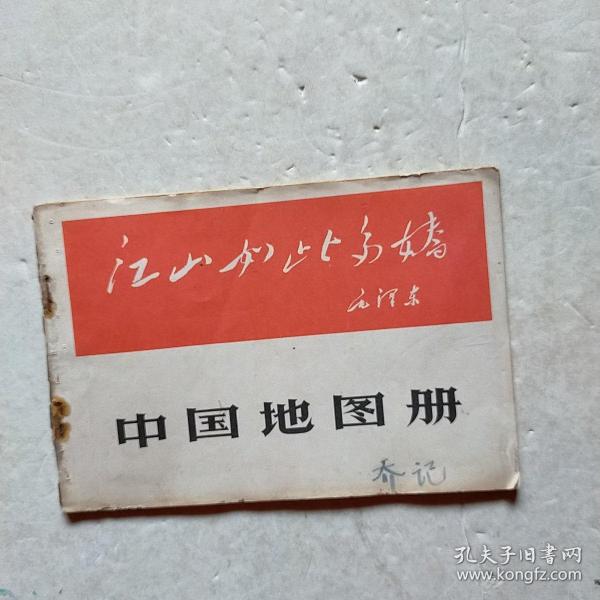 江山如此多娇
毛泽东
中国地图册
乔记
孔夫子旧书网
www.kongfz.com